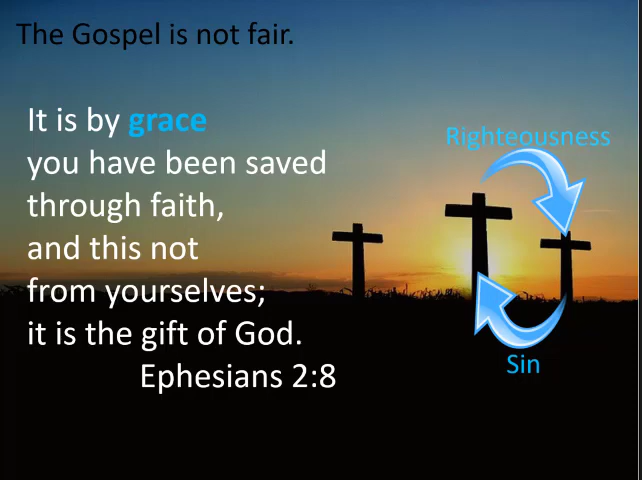 The Gospel is not fair.
It is by grace
you have been saved
through faith,
and this not
from yourselves;
it is the gift of God.
Ephesians 2:8
Righteousness
Sin